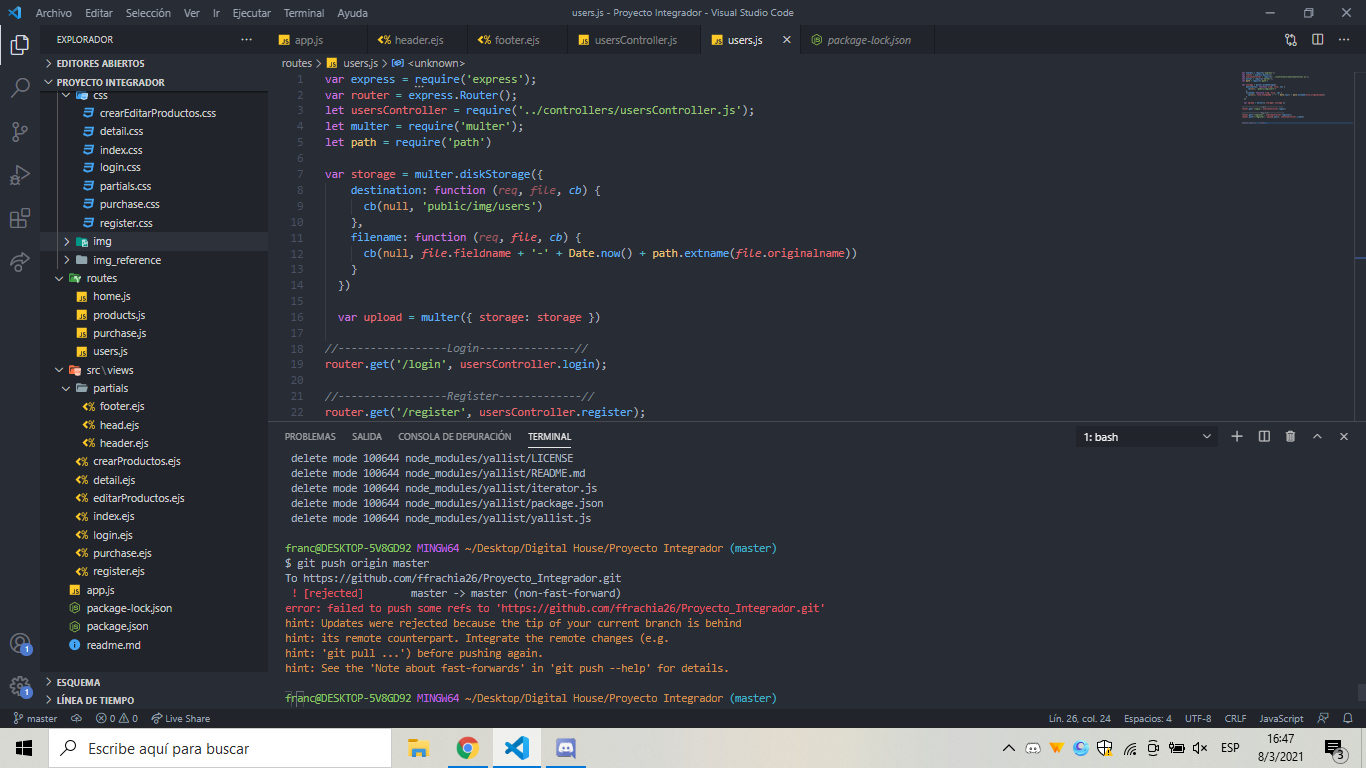 Archivo Editar Selección Ver Ir Ejecutar Terminal Ayuda users.js - Proyecto Integrador - Visual Studio Code
EXPLORADOR ···
EDITORES ABIERTOS
PROYECTO INTEGRADOR
css
crearEditarProductos.css
detail.css
index.css
login.css
partials.css
purchase.css
register.css
img
img_reference
routes
home.js
products.js
purchase.js
users.js
src\views
partials
footer.ejs
head.ejs
header.ejs
crearProductos.ejs
detail.ejs
editarProductos.ejs
index.ejs
login.ejs
purchase.ejs
register.ejs
app.js
package-lock.json
package.json
readme.md
ESQUEMA
LÍNEA DE TIEMPO
app.js header.ejs footer.ejs usersController.js users.js package-lock.json
routes > users.js > <unknown>
1 var express = require('express');
2 var router = express.Router();
3 let usersController = require('../controllers/usersController.js');
4 let multer = require('multer');
5 let path = require('path')
6
7 var storage = multer.diskStorage({
8 destination: function (req, file, cb) {
9 cb(null, 'public/img/users')
10 },
11 filename: function (req, file, cb) {
12 cb(null, file.fieldname + '-' + Date.now() + path.extname(file.originalname))
13 }
14 })
15
16 var upload = multer({ storage: storage })
17
18 //-----------------Login---------------//
19 router.get('/login', usersController.login);
20
21 //-----------------Register-------------//
22 router.get('/register', usersController.register);
PROBLEMAS SALIDA CONSOLA DE DEPURACIÓN TERMINAL 1: bash
delete mode 100644 node_modules/yallist/LICENSE
delete mode 100644 node_modules/yallist/README.md
delete mode 100644 node_modules/yallist/iterator.js
delete mode 100644 node_modules/yallist/package.json
delete mode 100644 node_modules/yallist/yallist.js
franc@DESKTOP-5V8GD92 MINGW64 ~/Desktop/Digital House/Proyecto Integrador (master)
$ git push origin master
To https://github.com/ffrachia26/Proyecto_Integrador.git
! [rejected] master -> master (non-fast-forward)
error: failed to push some refs to 'https://github.com/ffrachia26/Proyecto_Integrador.git'
hint: Updates were rejected because the tip of your current branch is behind
hint: its remote counterpart. Integrate the remote changes (e.g.
hint: 'git pull ...') before pushing again.
hint: See the 'Note about fast-forwards' in 'git push --help' for details.
franc@DESKTOP-5V8GD92 MINGW64 ~/Desktop/Digital House/Proyecto Integrador (master)
1
1
master 0 0 Live Share Lín. 26, col. 24 Espacios: 4 UTF-8 CRLF JavaScript
Escribe aquí para buscar
ESP
16:47
8/3/2021
3